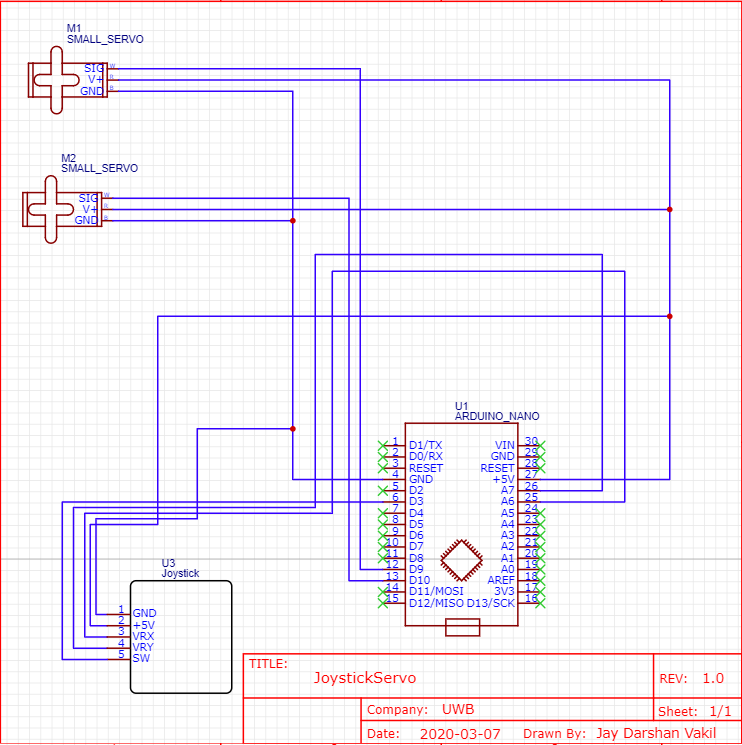 M1
SMALL_SERVO
SIG W
V+ R
GND B
M2
SMALL_SERVO
SIG W
V+ R
GND B
U1
ARDUINO_NANO
1 D1/TX VIN 30
2 D0/RX GND 29
3 RESET RESET 28
4 GND +5V 27
5 D2 A7 26
6 D3 A6 25
7 D4 A5 24
8 D5 A4 23
9 D6 A3 22
10 D7 A2 21
11 D8 A1 20
12 D9 A0 19
13 D10 AREF 18
14 D11/MOSI 3V3 17
15 D12/MISO D13/SCK 16
U3
Joystick
1 GND
2 +5V
3 VRX
4 VRY
5 SW
TITLE:
JoystickServo
REV: 1.0
Company: UWB
Sheet: 1/1
Date: 2020-03-07 Drawn By: Jay Darshan Vakil